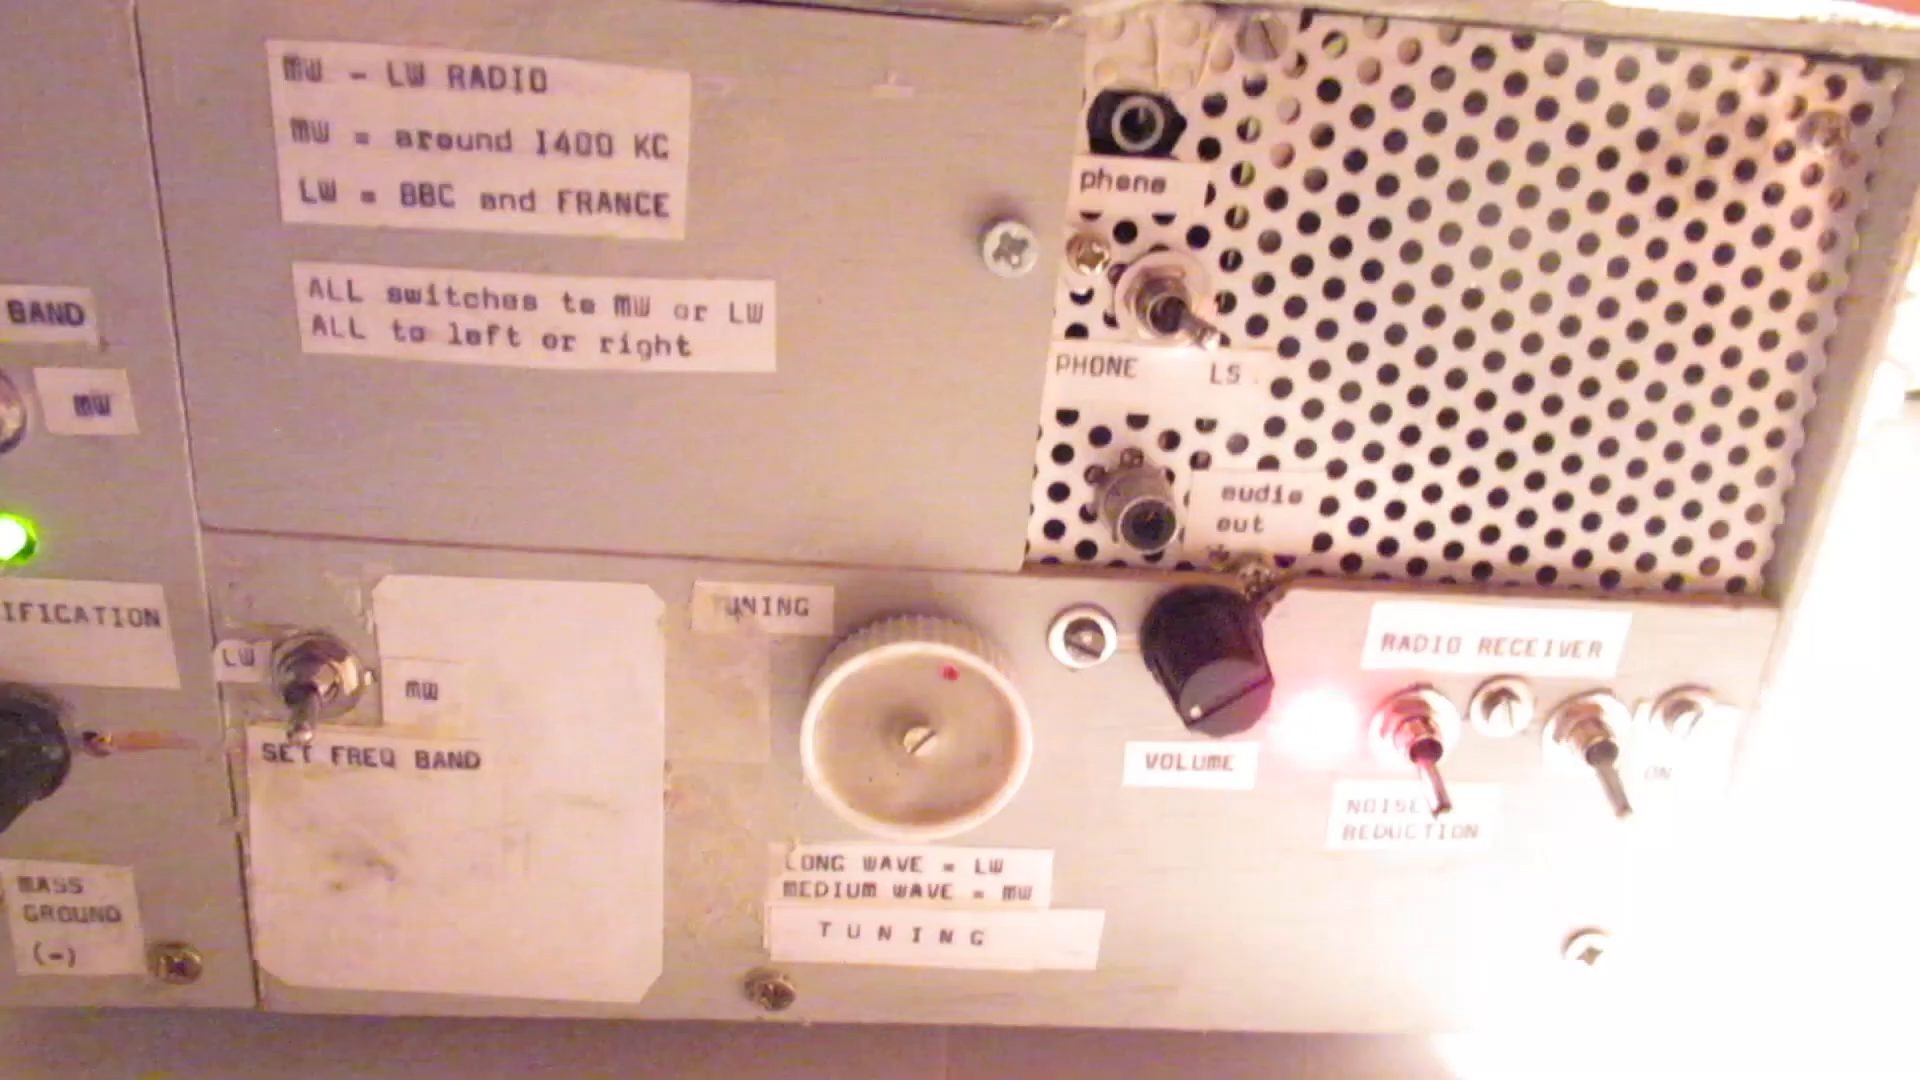 MW - LW RADIO
MW = around I400 KC
LW = BBC and FRANCE
ALL switches to MW or LW
ALL to left or right
BAND
MW
IFICATION
MASS
GROUND
(-)
LW
MW
SET FREQ BAND
TUNING
LONG WAVE = LW
MEDIUM WAVE = MW
TUNING
phone
PHONE LS
audio
out
VOLUME
RADIO RECEIVER
NOISE
REDUCTION
ON